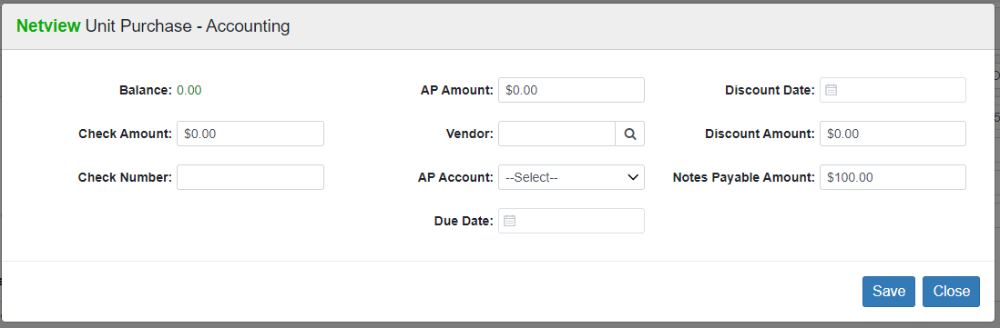 Netview Unit Purchase - Accounting
Balance: 0.00
AP Amount: $0.00
Discount Date:
Check Amount: $0.00
Vendor:
Discount Amount: $0.00
Check Number:
AP Account: --Select--
Notes Payable Amount: $100.00
Due Date:
Save Close